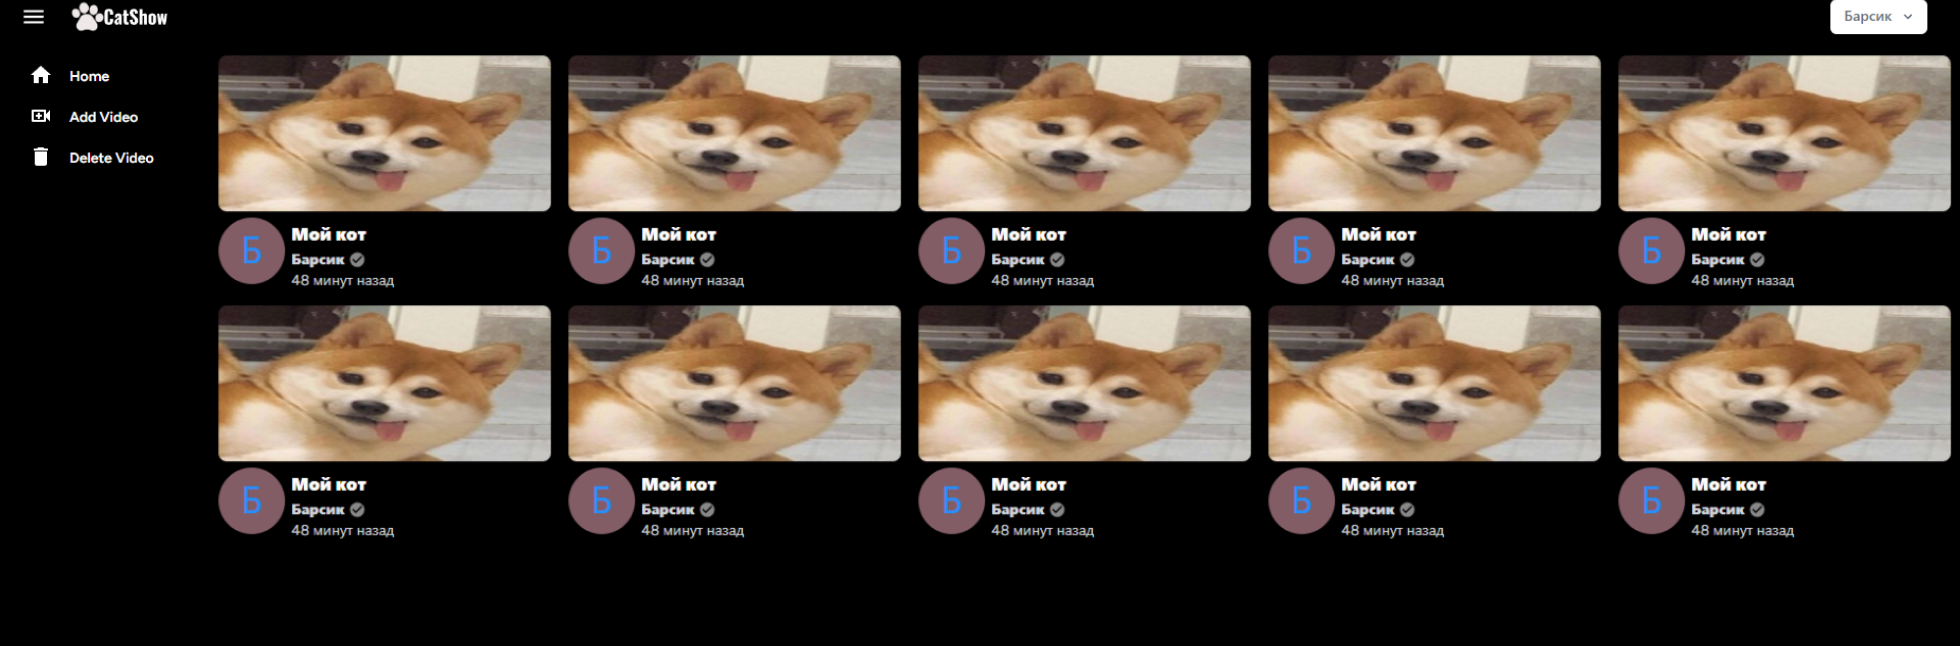 CatShow
Барсик
Home
Add Video
Delete Video
Б
Мой кот
Барсик
48 минут назад
Б
Мой кот
Барсик
48 минут назад
Б
Мой кот
Барсик
48 минут назад
Б
Мой кот
Барсик
48 минут назад
Б
Мой кот
Барсик
48 минут назад
Б
Мой кот
Барсик
48 минут назад
Б
Мой кот
Барсик
48 минут назад
Б
Мой кот
Барсик
48 минут назад
Б
Мой кот
Барсик
48 минут назад
Б
Мой кот
Барсик
48 минут назад